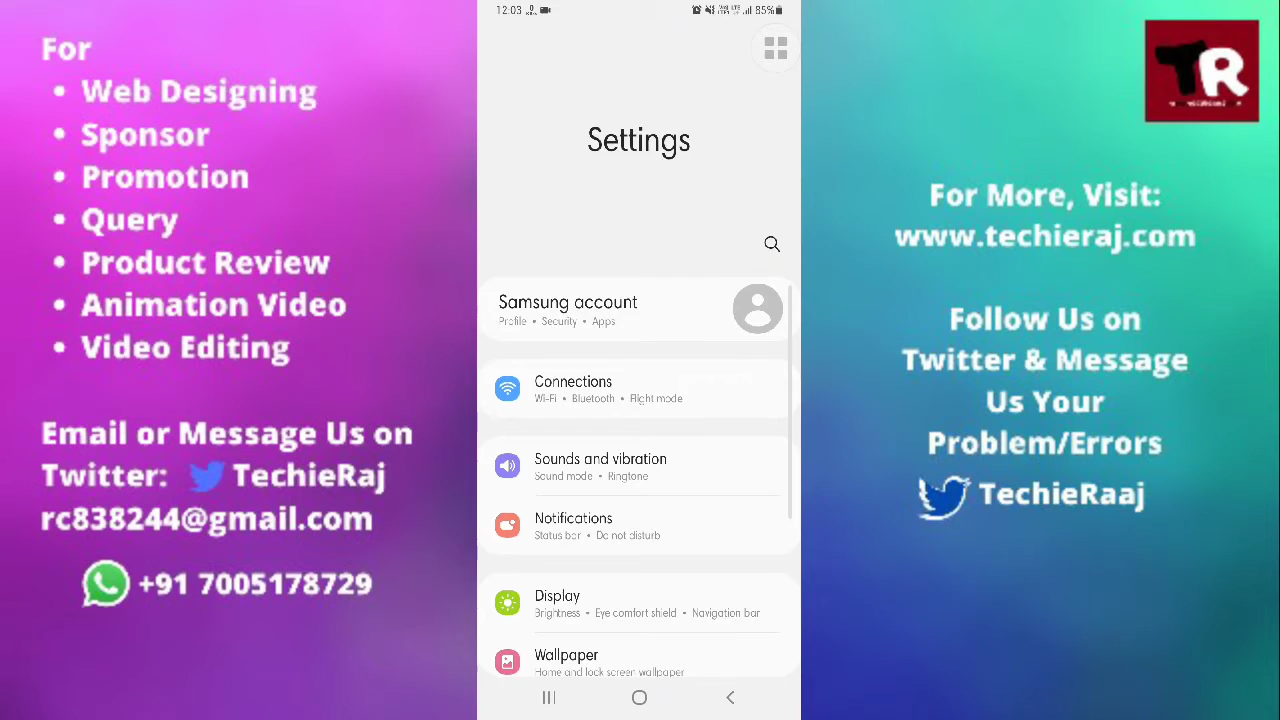 For
• Web Designing
• Sponsor
• Promotion
• Query
• Product Review
• Animation Video
• Video Editing
Email or Message Us on
Twitter: TechieRaj
rc838244@gmail.com
+91 7005178729
12:03
85%
Settings
Samsung account
Profile • Security • Apps
Connections
Wi-Fi • Bluetooth • Flight mode
Sounds and vibration
Sound mode • Ringtone
Notifications
Status bar • Do not disturb
Display
Brightness • Eye comfort shield • Navigation bar
Wallpaper
Home and lock screen wallpaper
TR
For More, Visit:
www.techieraj.com
Follow Us on
Twitter & Message
Us Your
Problem/Errors
TechieRaaj